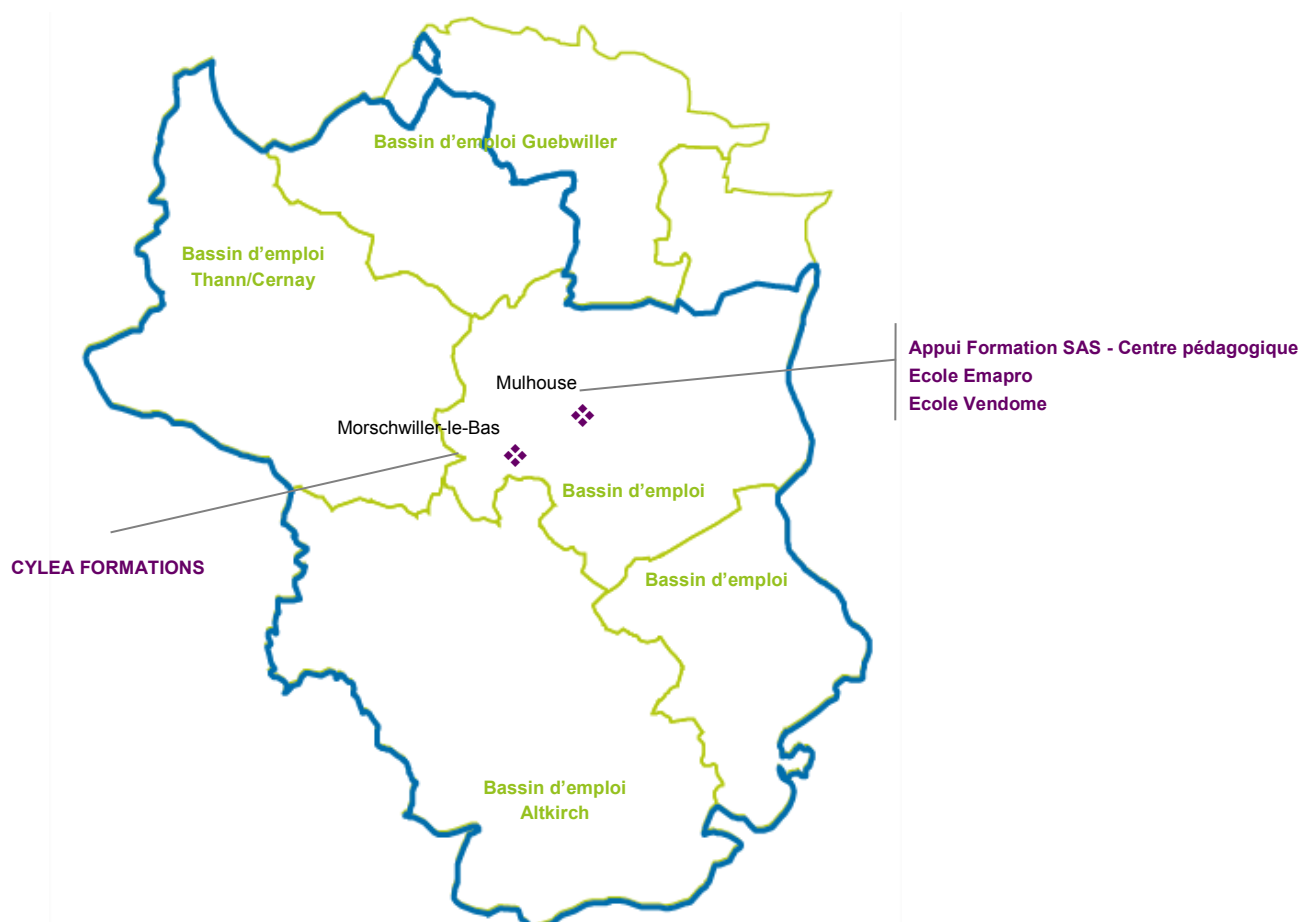 Bassin d’emploi Guebwiller
Bassin d’emploi
Thann/Cernay
Appui Formation SAS - Centre pédagogique
Ecole Emapro
Ecole Vendome
Mulhouse
Morschwiller-le-Bas
Bassin d’emploi
CYLEA FORMATIONS
Bassin d’emploi
Bassin d’emploi
Altkirch